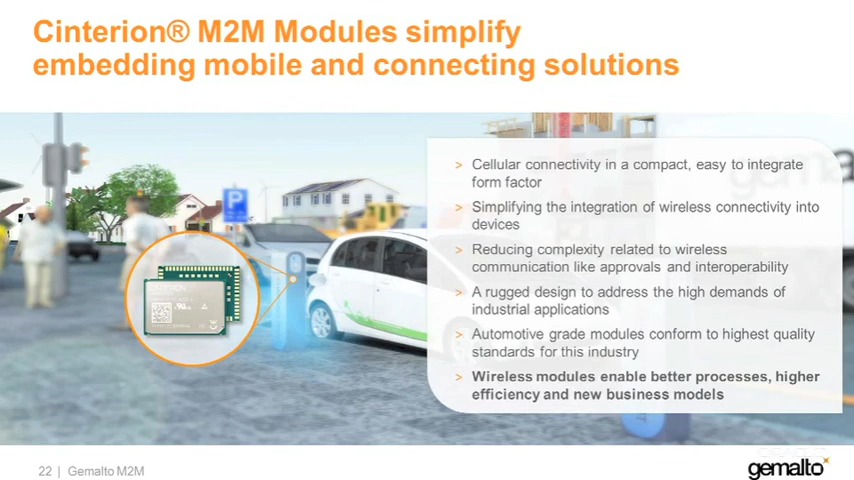 Cinterion® M2M Modules simplify
embedding mobile and connecting solutions
> Cellular connectivity in a compact, easy to integrate
form factor
> Simplifying the integration of wireless connectivity into
devices
> Reducing complexity related to wireless
communication like approvals and interoperability
> A rugged design to address the high demands of
industrial applications
> Automotive grade modules conform to highest quality
standards for this industry
> Wireless modules enable better processes, higher
efficiency and new business models
P
22 | Gemalto M2M
gemalto